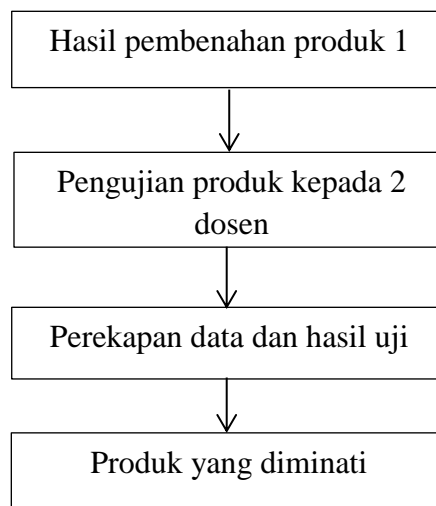 Hasil pembenahan produk 1
Pengujian produk kepada 2
dosen
Perekapan data dan hasil uji
Produk yang diminati